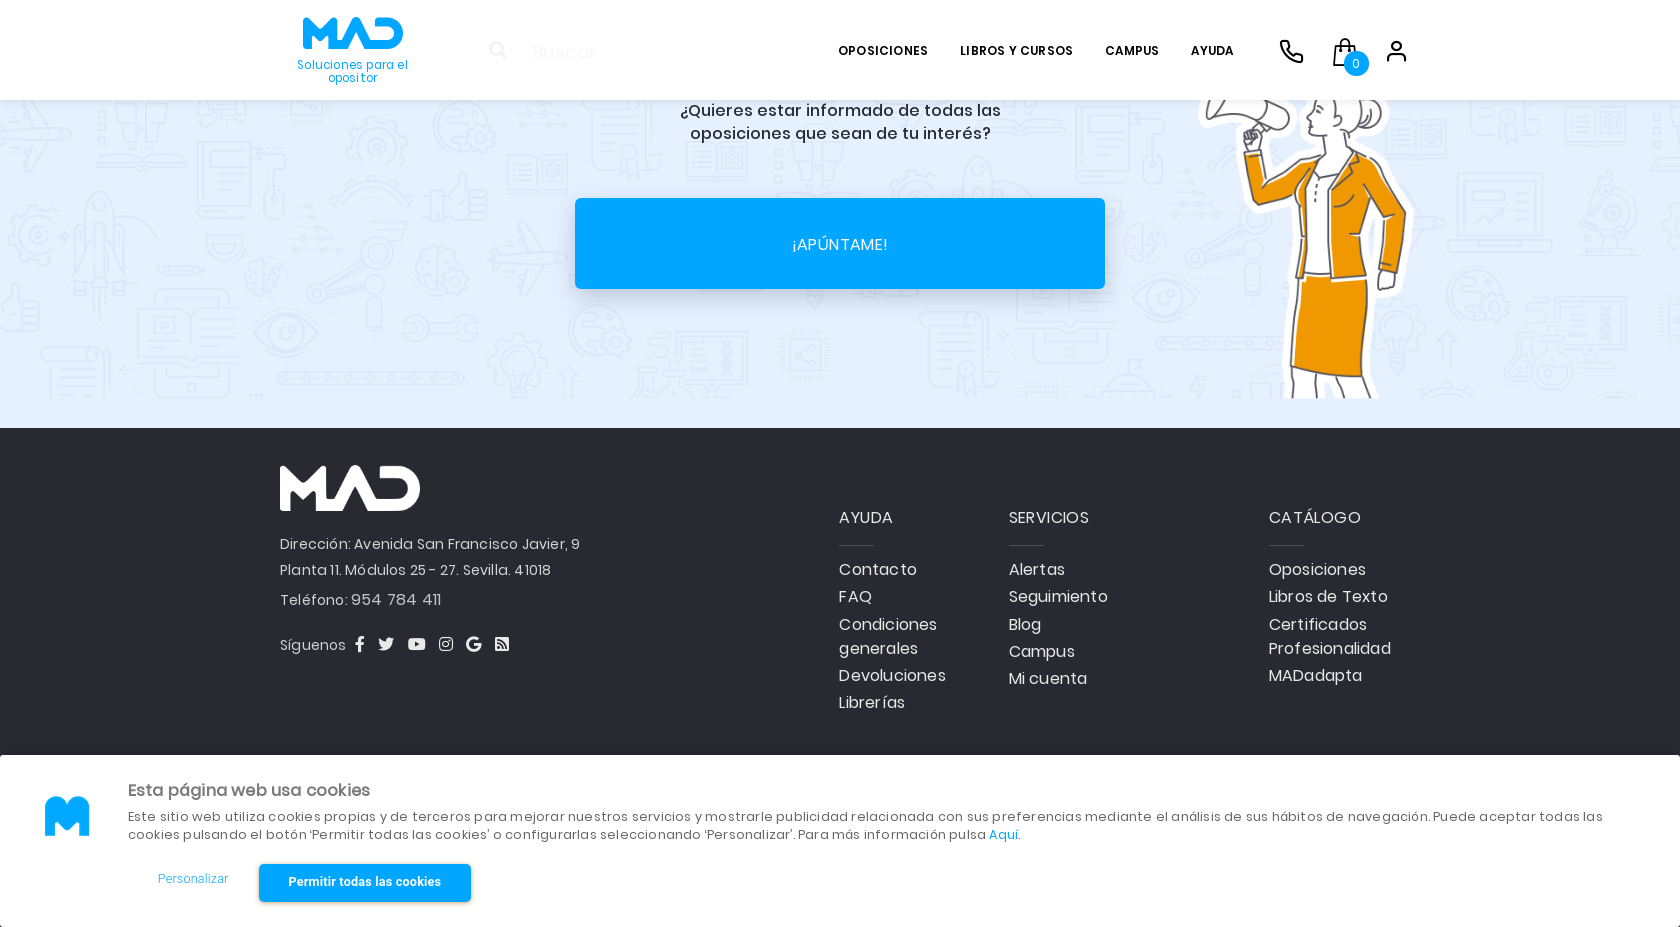 MAD
Soluciones para el
opositor
Buscar
OPOSICIONES
LIBROS Y CURSOS
CAMPUS
AYUDA
0
¿Quieres estar informado de todas las
oposiciones que sean de tu interés?
¡APÚNTAME!
MAD
Dirección: Avenida San Francisco Javier, 9
Planta 11. Módulos 25 - 27. Sevilla. 41018
Teléfono: 954 784 411
Síguenos
AYUDA
Contacto
FAQ
Condiciones
generales
Devoluciones
Librerías
SERVICIOS
Alertas
Seguimiento
Blog
Campus
Mi cuenta
CATÁLOGO
Oposiciones
Libros de Texto
Certificados
Profesionalidad
MADadapta
Esta página web usa cookies
Este sitio web utiliza cookies propias y de terceros para mejorar nuestros servicios y mostrarle publicidad relacionada con sus preferencias mediante el análisis de sus hábitos de navegación. Puede aceptar todas las
cookies pulsando el botón ‘Permitir todas las cookies’ o configurarlas seleccionando ‘Personalizar’. Para más información pulsa Aquí.
Personalizar
Permitir todas las cookies